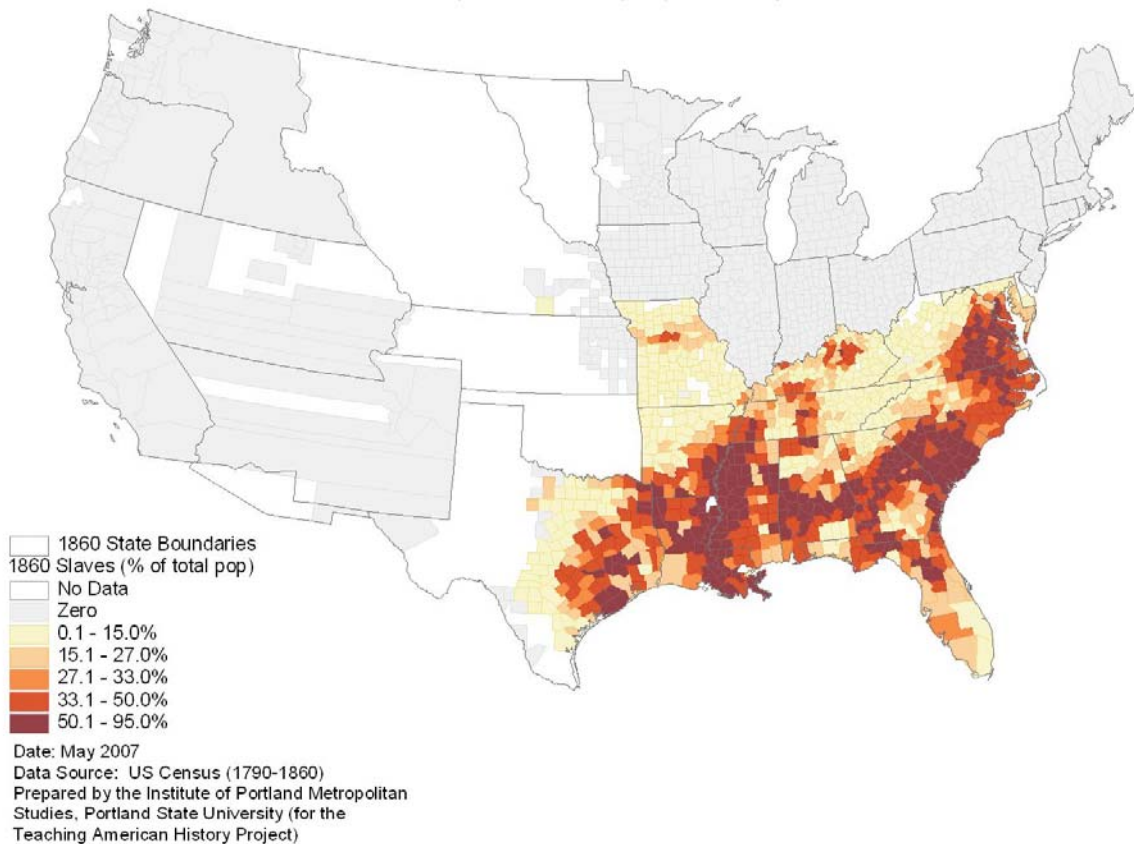 1860 State Boundaries
1860 Slaves (% of total pop)
No Data
Zero
0.1 - 15.0%
15.1 - 27.0%
27.1 - 33.0%
33.1 - 50.0%
50.1 - 95.0%
Date: May 2007
Data Source: US Census (1790-1860)
Prepared by the Institute of Portland Metropolitan
Studies, Portland State University (for the
Teaching American History Project)